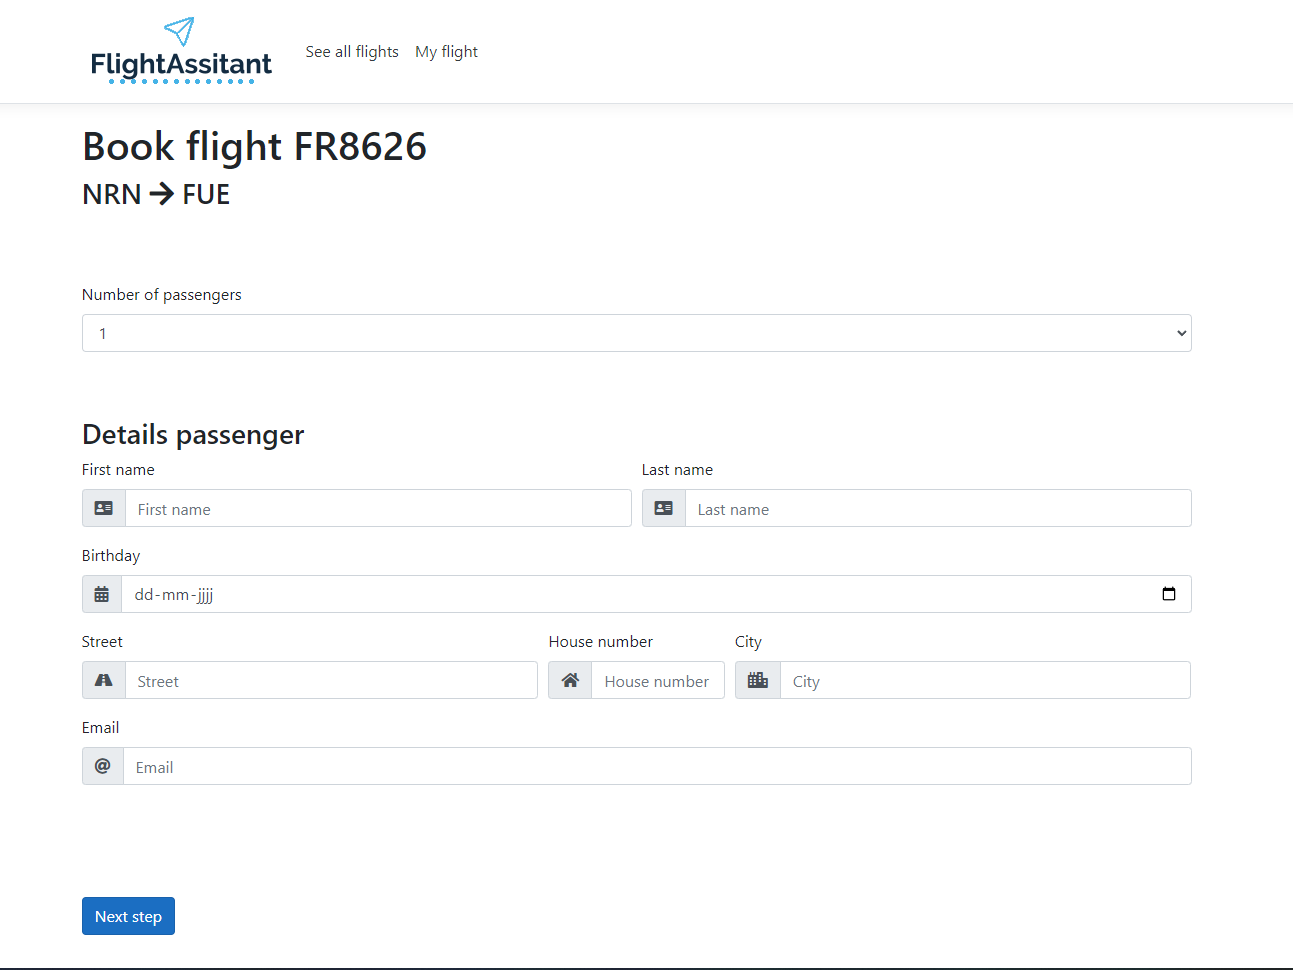 FlightAssitant
See all flights My flight
Book flight FR8626
NRN → FUE
Number of passengers
1
Details passenger
First name Last name
First name Last name
Birthday
dd-mm-jjjj
Street House number City
Street House number City
Email
@ Email
Next step